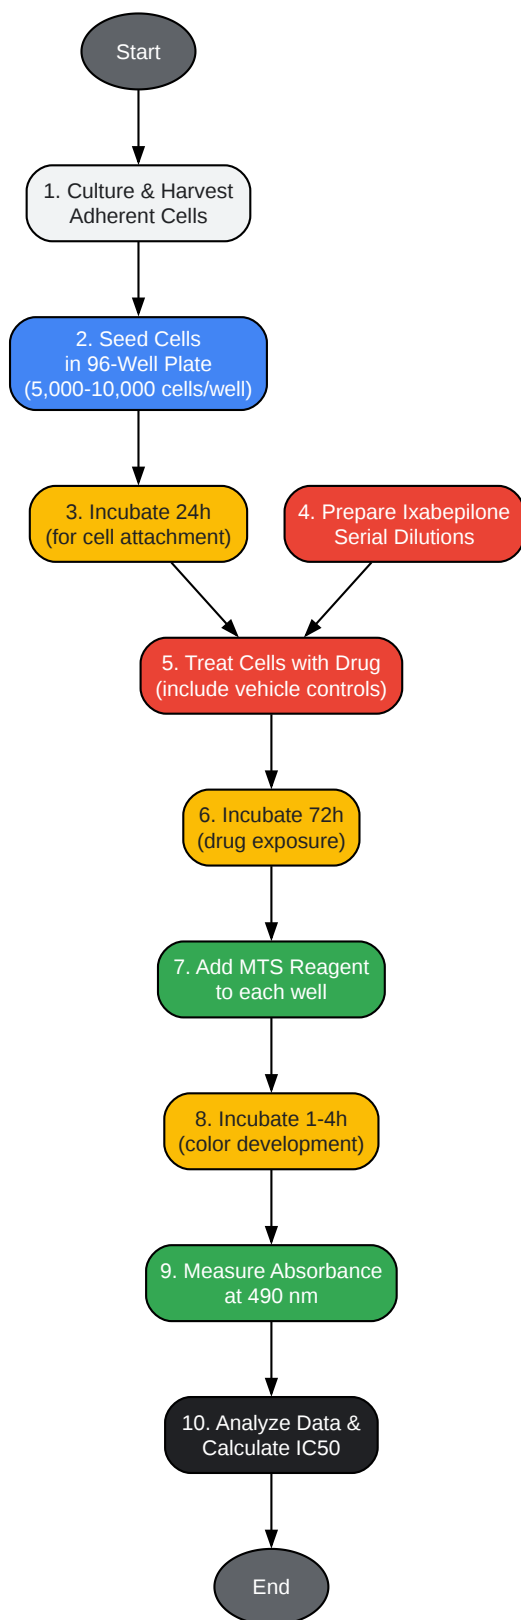 Start
1. Culture & Harvest
Adherent Cells
2. Seed Cells
in 96-Well Plate
(5,000-10,000 cells/well)
3. Incubate 24h
(for cell attachment)
4. Prepare Ixabepilone
Serial Dilutions
5. Treat Cells with Drug
(include vehicle controls)
6. Incubate 72h
(drug exposure)
7. Add MTS Reagent
to each well
8. Incubate 1-4h
(color development)
9. Measure Absorbance
at 490 nm
10. Analyze Data &
Calculate IC50
End